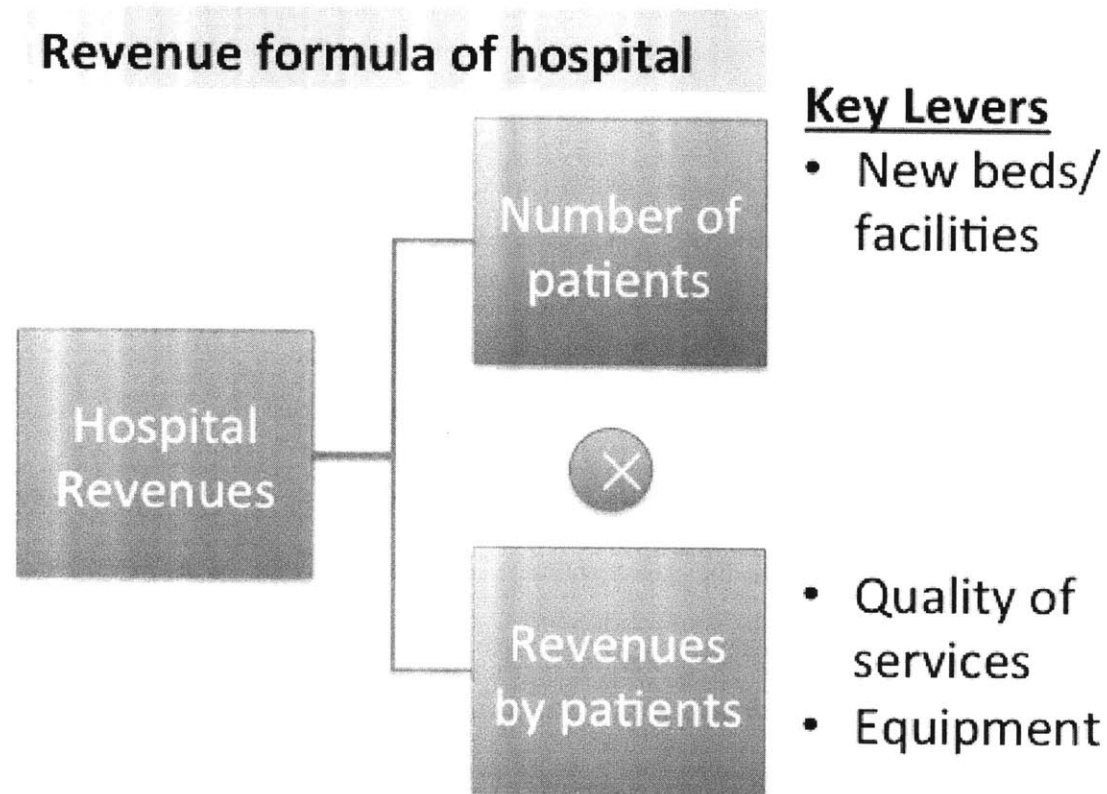 Revenue formula of hospital
Key Levers
• New beds/
facilities
Number of
patients
Hospital
Revenues
×
Revenues
by patients
• Quality of
services
• Equipment